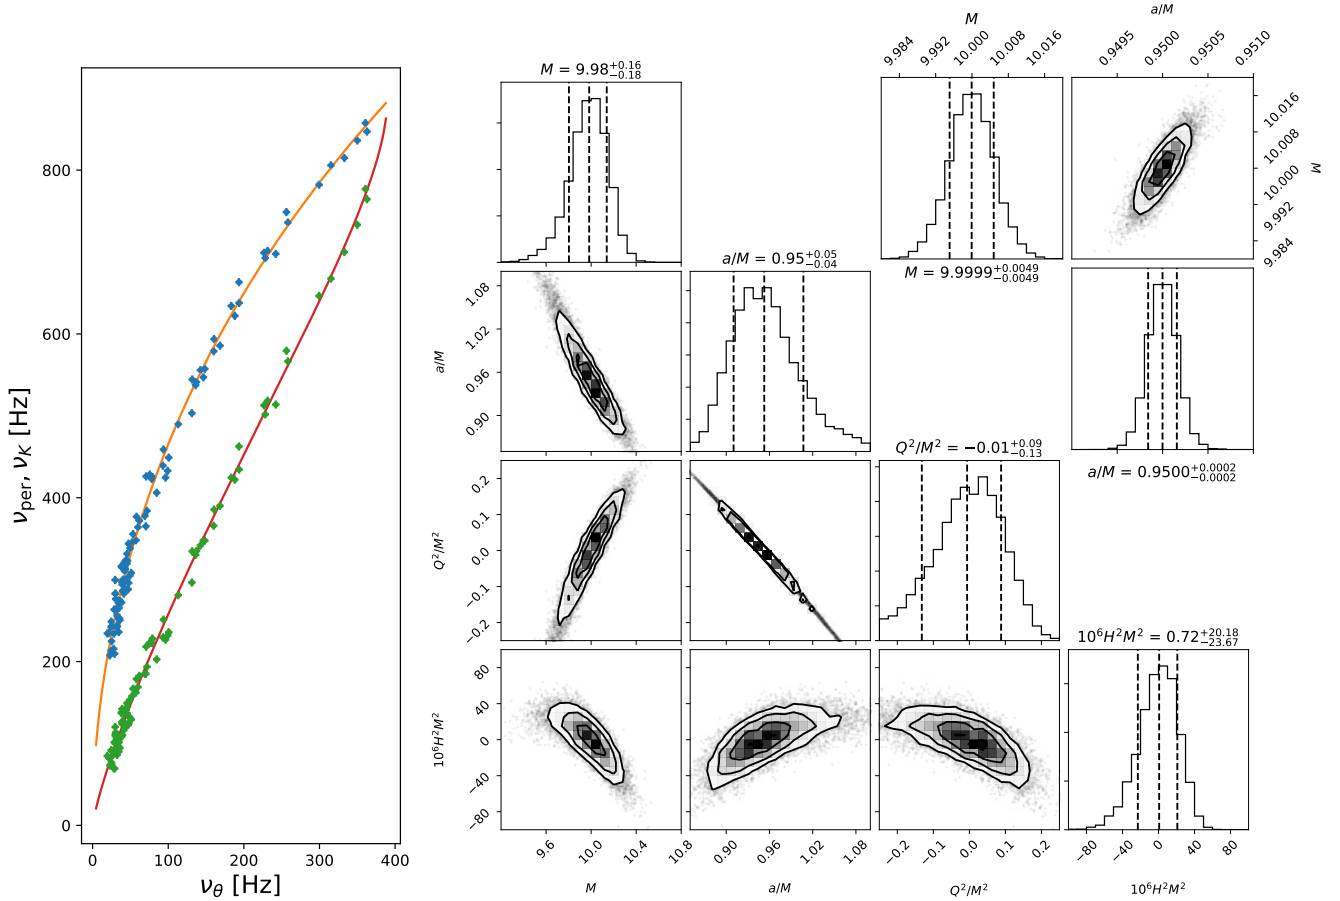 ν_per, ν_K [Hz]
800
600
400
200
0
0 100 200 300 400
ν_θ [Hz]
M = 9.98^{+0.16}_{−0.18}
a/M = 0.95^{+0.05}_{−0.04}
Q²/M² = −0.01^{+0.09}_{−0.13}
10⁶H²M² = 0.72^{+20.18}_{−23.67}
a/M
1.08
1.02
0.96
0.90
Q²/M²
0.2
0.1
0.0
−0.1
−0.2
10⁶H²M²
80
40
0
−40
−80
9.6 10.0 10.4 10.8
M
0.90 0.96 1.02 1.08
a/M
−0.2 −0.1 0.0 0.1 0.2
Q²/M²
−80 −40 0 40 80
10⁶H²M²
M
9.984 9.992 10.000 10.008 10.016
a/M
0.9495 0.9500 0.9505 0.9510
10.016
10.008
10.000
9.992
9.984
M
M = 9.9999^{+0.0049}_{−0.0049}
a/M = 0.9500^{+0.0002}_{−0.0002}